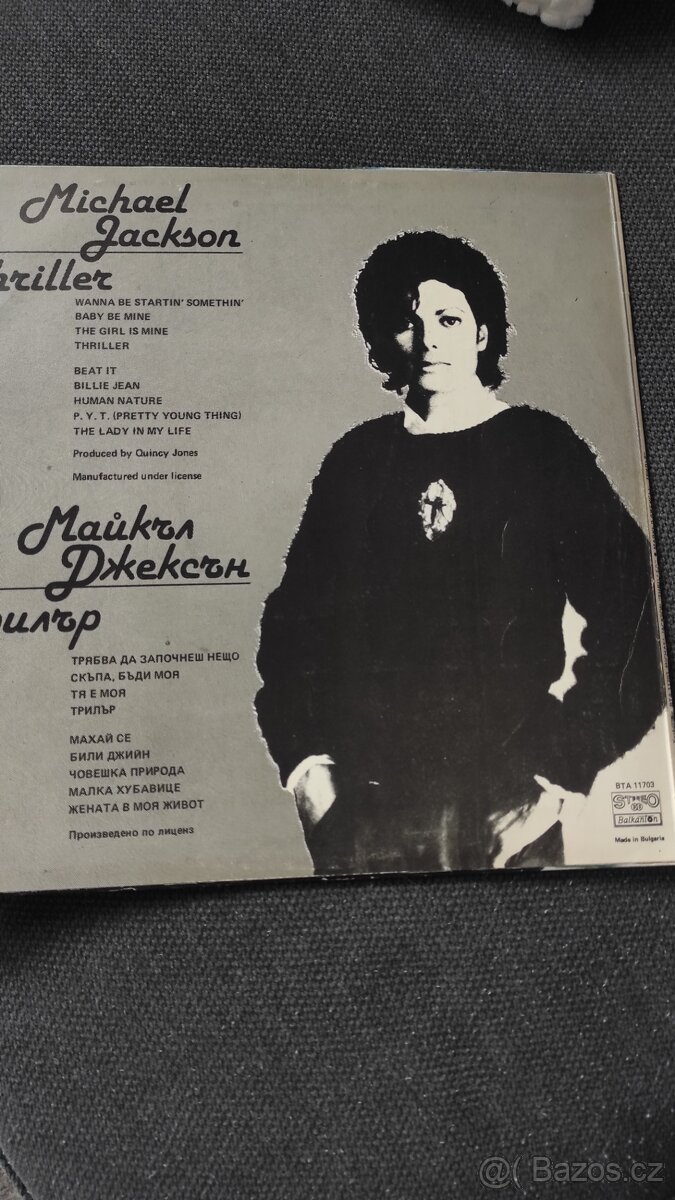 Michael
Jackson
hriller
WANNA BE STARTIN' SOMETHIN'
BABY BE MINE
THE GIRL IS MINE
THRILLER
BEAT IT
BILLIE JEAN
HUMAN NATURE
P. Y. T. (PRETTY YOUNG THING)
THE LADY IN MY LIFE
Produced by Quincy Jones
Manufactured under license
Майкъл
Джексън
рилър
ТРЯБВА ДА ЗАПОЧНЕШ НЕЩО
СКЪПА, БЪДИ МОЯ
ТЯ Е МОЯ
ТРИЛЪР
МАХАЙ СЕ
БИЛИ ДЖИЙН
ЧОВЕШКА ПРИРОДА
МАЛКА ХУБАВИЦЕ
ЖЕНАТА В МОЯ ЖИВОТ
Произведено по лиценз
BTA 11703
STEREO
Balkanton
Made in Bulgaria
@( Bazos.cz